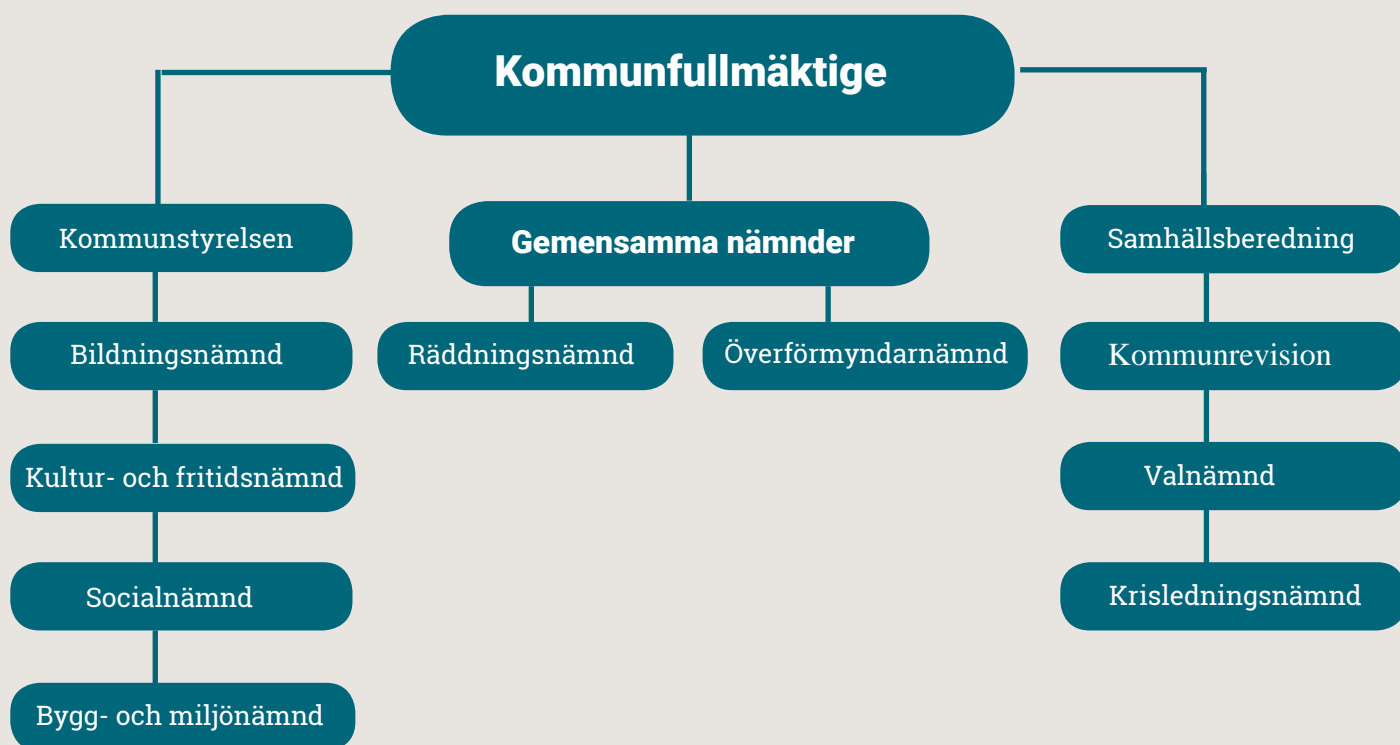 Kommunfullmäktige
Kommunstyrelsen
Gemensamma nämnder
Samhällsberedning
Bildningsnämnd
Räddningsnämnd
Överförmyndarnämnd
Kommunrevision
Kultur- och fritidsnämnd
Valnämnd
Socialnämnd
Krisledningsnämnd
Bygg- och miljönämnd